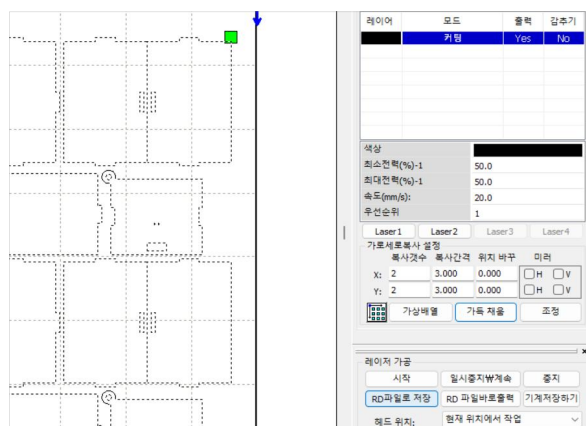 레이어 모드 출력 감추기
커팅 Yes No
색상
최소전력(%)-1 50.0
최대전력(%)-1 50.0
속도(mm/s): 20.0
우선순위 1
Laser1 Laser2 Laser3 Laser4
가로세로복사 설정
복사갯수 복사간격 위치 바꾸 미러
X: 2 3.000 0.000 H V
Y: 2 3.000 0.000 H V
가상배열 가득 채움 조정
레이저 가공
시작 일시중지₩계속 중지
RD파일로 저장 RD 파일바로출력 기계저장하기
헤드 위치: 현재 위치에서 작업